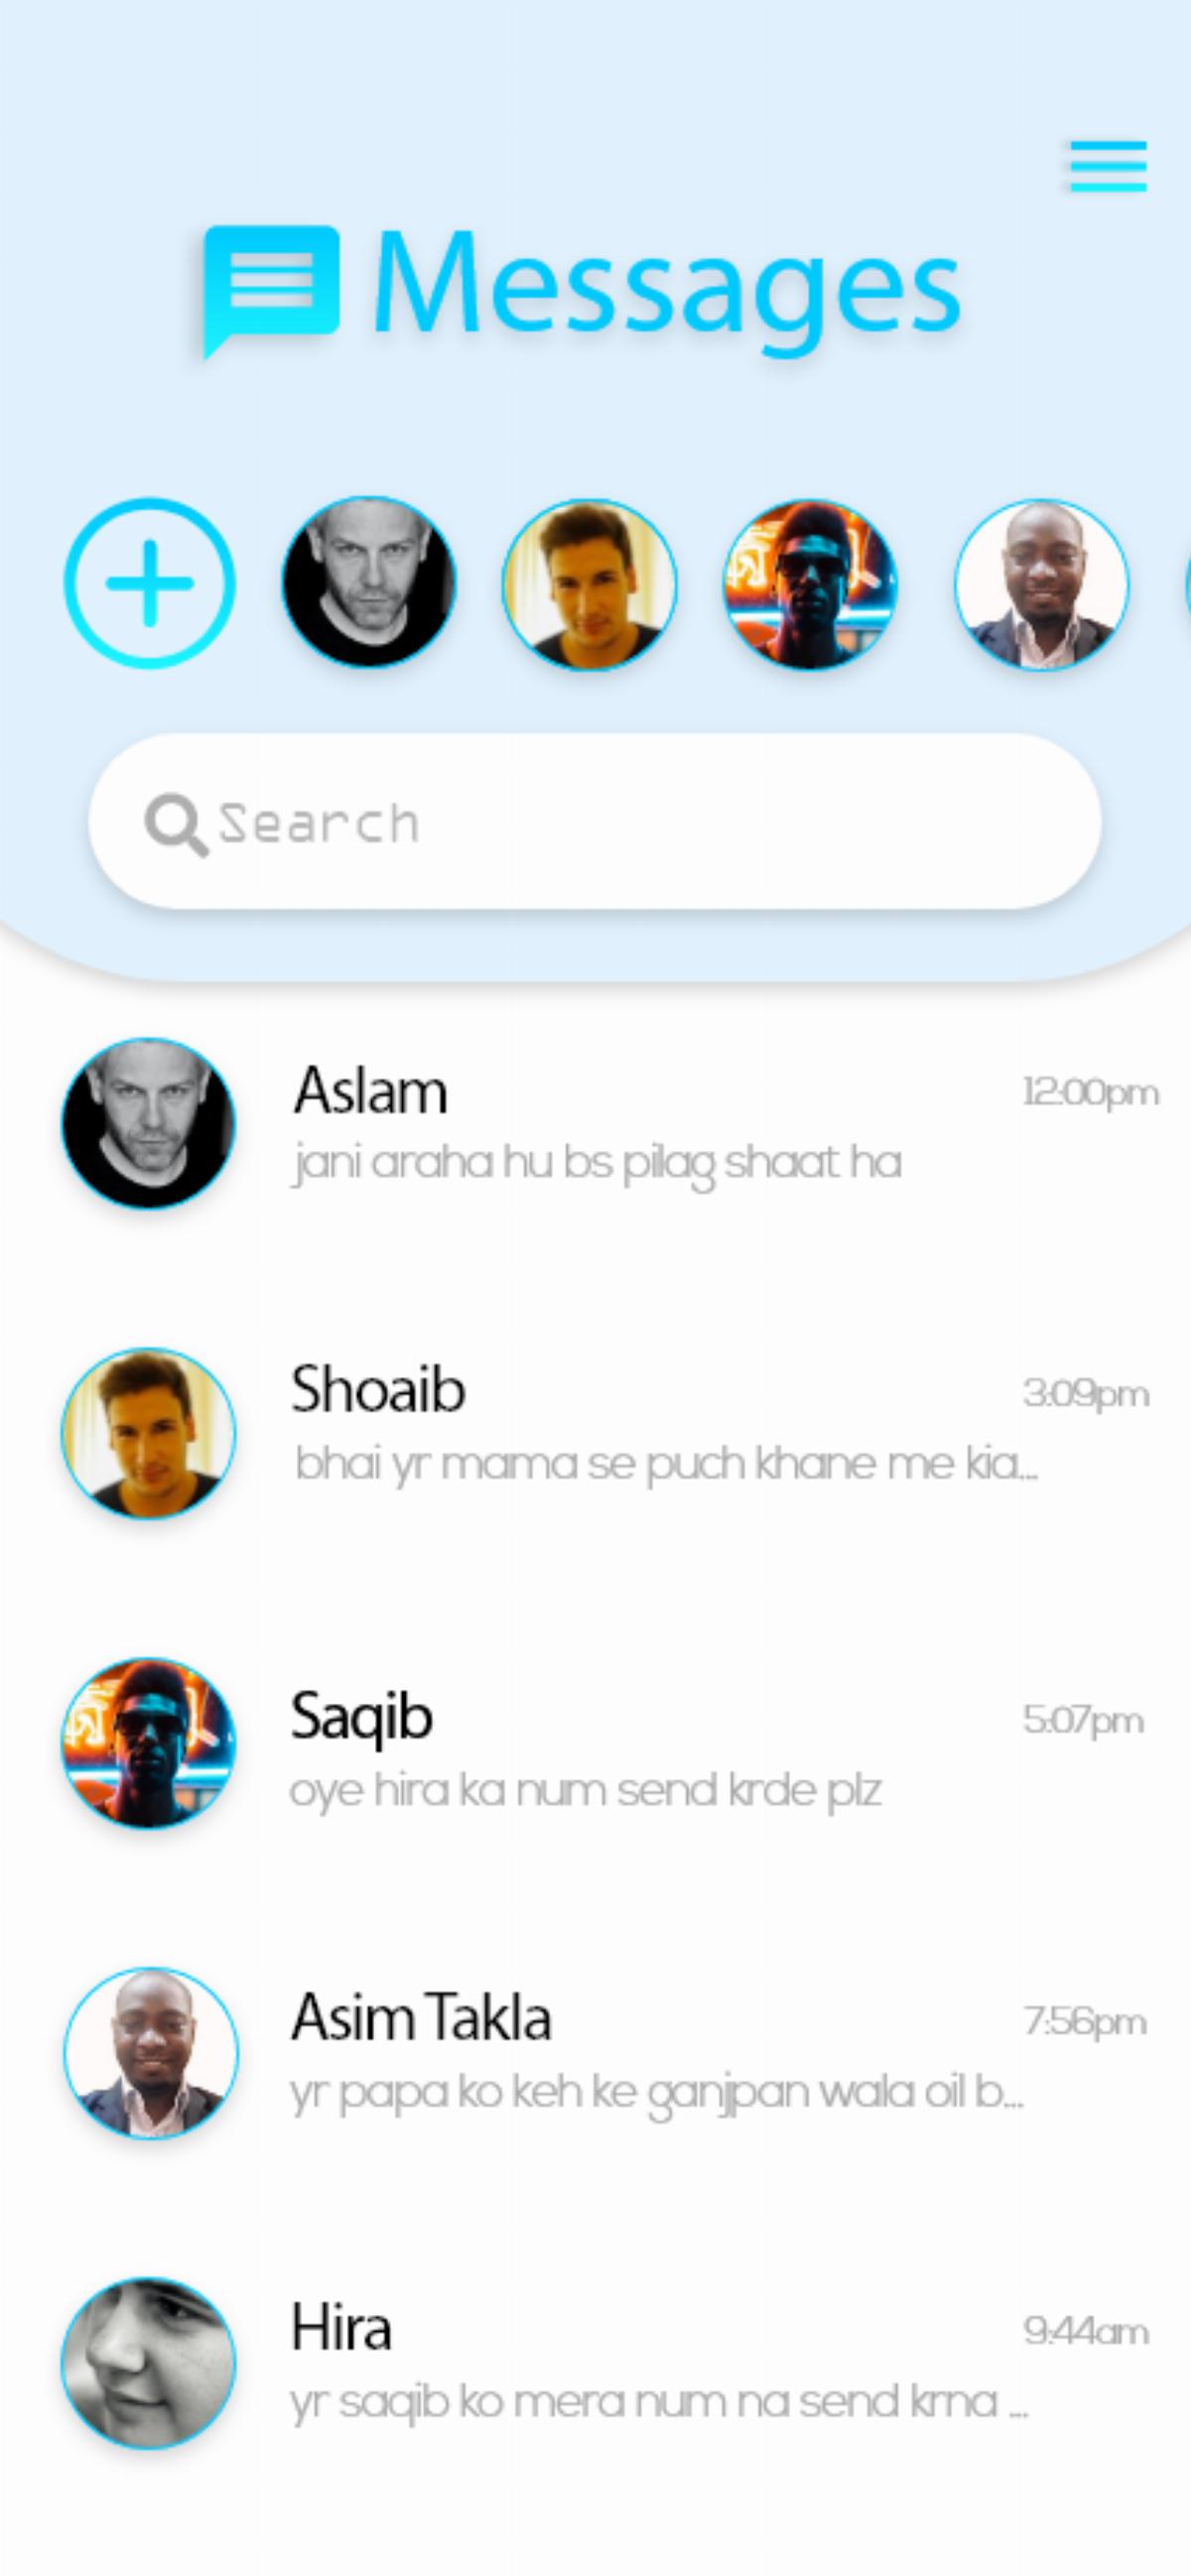 Messages
Search
Aslam 12:00pm
jani araha hu bs pilag shaat ha
Shoaib 3:09pm
bhai yr mama se puch khane me kia...
Saqib 5:07pm
oye hira ka num send krde plz
Asim Takla 7:56pm
yr papa ko keh ke ganjpan wala oil b...
Hira 9:44am
yr saqib ko mera num na send krna ...